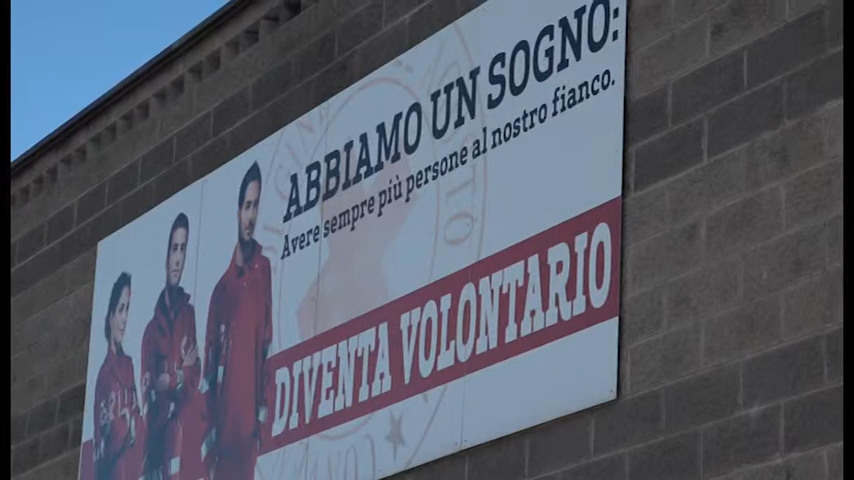 ABBIAMO UN SOGNO:
Avere sempre più persone al nostro fianco.
DIVENTA VOLONTARIO